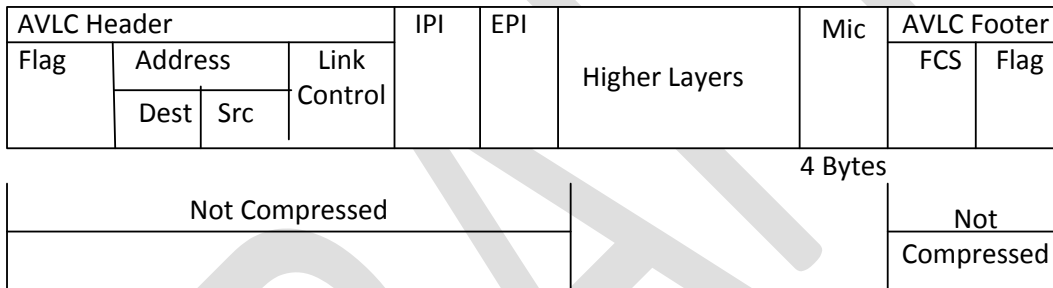 AVLC Header IPI EPI Mic AVLC Footer
Flag Address Link Control Higher Layers FCS Flag
Dest Src
4 Bytes
Not Compressed Not Compressed